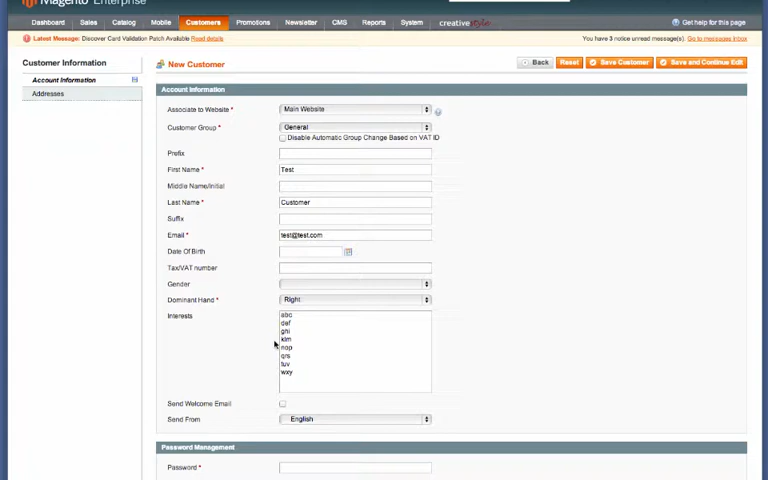 Magento Enterprise
Dashboard Sales Catalog Mobile Customers Promotions Newsletter CMS Reports System creativestyle Get help for this page
Latest Message: Discover Card Validation Patch Available Read details You have 3 notice unread message(s). Go to messages inbox
Customer Information
Account Information
Addresses
New Customer
Back Reset Save Customer Save and Continue Edit
Account Information
Associate to Website * Main Website
Customer Group * General
Disable Automatic Group Change Based on VAT ID
Prefix
First Name * Test
Middle Name/Initial
Last Name * Customer
Suffix
Email * test@test.com
Date Of Birth
Tax/VAT number
Gender
Dominant Hand * Right
Interests
abc
def
ghi
klm
nop
qrs
tuv
wxy
Send Welcome Email
Send From English
Password Management
Password *